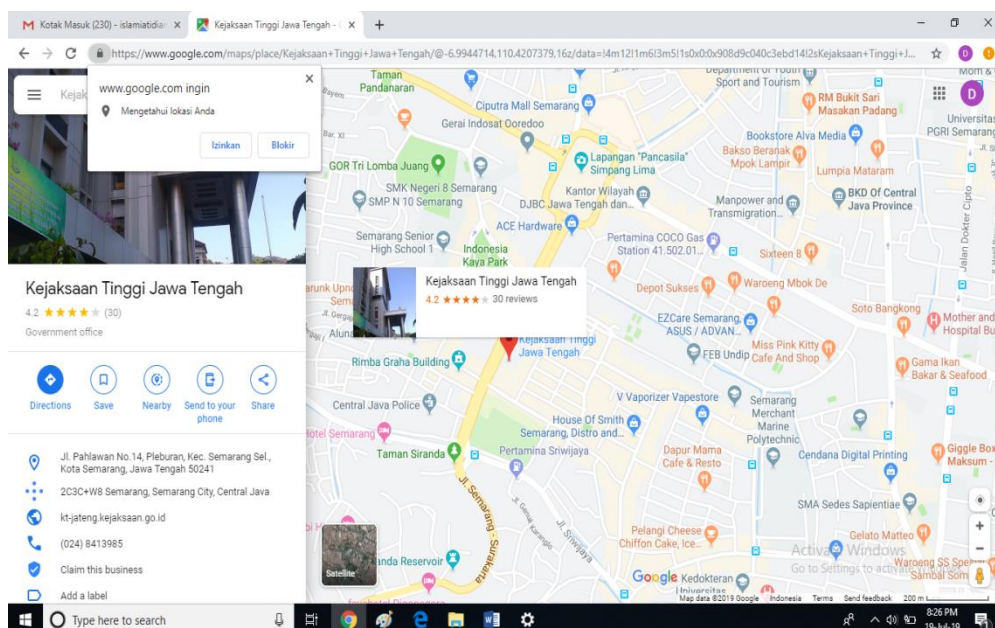 Kotak Masuk (230) - islamiatidian
Kejaksaan Tinggi Jawa Tengah -
https://www.google.com/maps/place/Kejaksaan+Tinggi+Jawa+Tengah/@-6.9944714,110.4207379,16z/data=!4m12!1m6!3m5!1s0x0:0x908d9c040c3ebd14!2sKejaksaan+Tinggi+J...
D
www.google.com ingin
Mengetahui lokasi Anda
Izinkan
Blokir
Kejaksaan Tinggi Jawa Tengah
4.2 (30)
Government office
Directions
Save
Nearby
Send to your
phone
Share
Jl. Pahlawan No.14, Pleburan, Kec. Semarang Sel.,
Kota Semarang, Jawa Tengah 50241
2C3C+W8 Semarang, Semarang City, Central Java
kt-jateng.kejaksaan.go.id
(024) 8413985
Claim this business
Add a label
Taman
Pandanaran
Ciputra Mall Semarang
Gerai Indosat Ooredoo
Sport and Tourism
RM Bukit Sari
Masakan Padang
D
Universitas
PGRI Semarang
Bookstore Alva Media
Bakso Beranak
Mpok Lampir
Lumpia Mataram
GOR Tri Lomba Juang
Lapangan "Pancasila"
Simpang Lima
SMK Negeri 8 Semarang
SMP N 10 Semarang
Kantor Wilayah
DJBC Jawa Tengah dan...
Manpower and
Transmigration...
BKD Of Central
Java Province
Jalan Dokter Cipto
ACE Hardware
Semarang Senior
High School 1
Indonesia
Kaya Park
Pertamina COCO Gas
Station 41.502.01...
Sixteen 8
Kejaksaan Tinggi Jawa Tengah
4.2 30 reviews
Depot Sukses
Waroeng Mbok De
Soto Bangkong
EZCare Semarang,
ASUS / ADVAN...
Mother and
Hospital
Kejaksaan Tinggi
Jawa Tengah
Miss Pink Kitty
Cafe And Shop
FEB Undip
Rimba Graha Building
Gama Ikan
Bakar & Seafood
Central Java Police
V Vaporizer Vapestore
Semarang
Merchant
Marine
Polytechnic
House Of Smith
Semarang, Distro and...
Hotel Semarang
Taman Siranda
Pertamina Sriwijaya
Dapur Mama
Cafe & Resto
Cendana Digital Printing
Giggle Box
Maksum -
Jl. Semarang - Surakarta
Jl. Sriwijaya
SMA Sedes Sapientiae
Pelangi Cheese
Chiffon Cake, Ice...
Gelato Matteo
Activate Windows
Go to Settings to activate
Waroeng SS
Sambal
Reservoir
Satellite
Google
Kedokteran
Map data ©2019 Google
Indonesia
Terms
Send feedback
200 m
Type here to search
8:26 PM
19-Jul-19